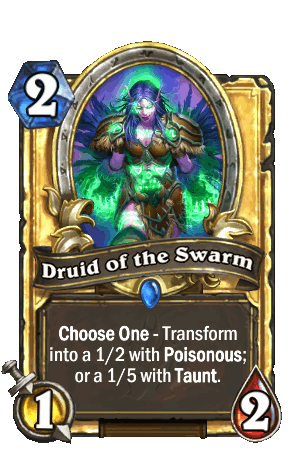 2
Druid of the Swarm
Choose One - Transform
into a 1/2 with Poisonous;
or a 1/5 with Taunt.
1
2